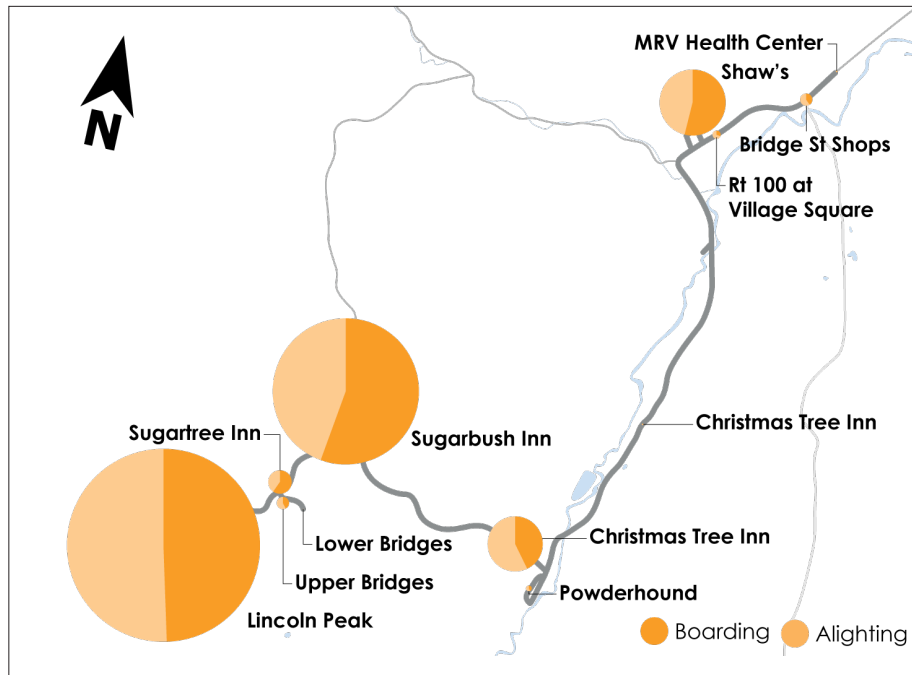 N
MRV Health Center
Shaw's
Bridge St Shops
Rt 100 at
Village Square
Christmas Tree Inn
Sugartree Inn
Sugarbush Inn
Lower Bridges
Christmas Tree Inn
Upper Bridges
Powderhound
Lincoln Peak
Boarding
Alighting